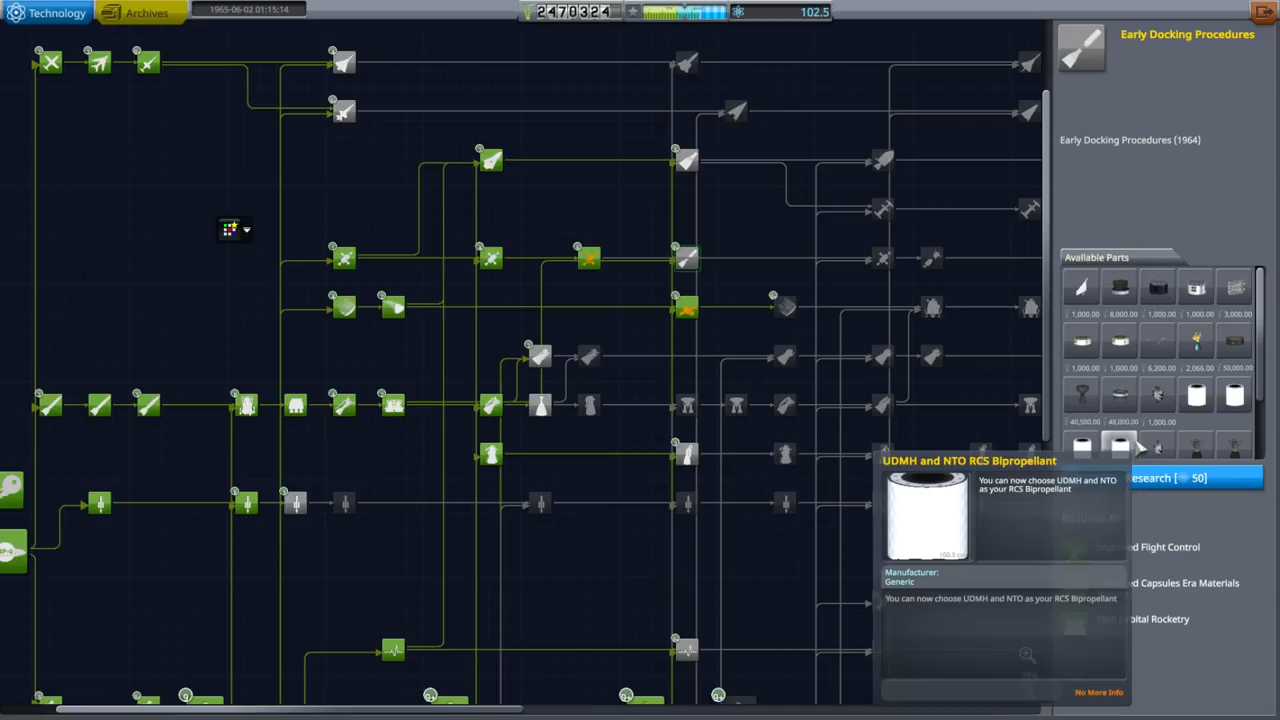 Technology
Archives
1965-06-02 01:15:14
2470324
102.5
Early Docking Procedures
Early Docking Procedures (1964)
Available Parts
1,000.00 8,000.00 1,000.00 1,000.00 3,000.00
1,000.00 1,000.00 6,200.00 2,066.00 50,000.00
40,500.00 48,000.00 1,000.00
UDMH and NTO RCS Bipropellant
You can now choose UDMH and NTO
as your RCS Bipropellant
esearch [ 50]
Manufacturer:
Generic
Flight Control
You can now choose UDMH and NTO as your RCS Bipropellant
d Capsules Era Materials
bital Rocketry
No More Info
9
9+
9+
9+